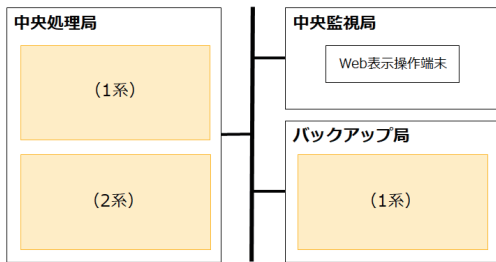 中央処理局
（1系）
（2系）
中央監視局
Web表示操作端末
バックアップ局
（1系）